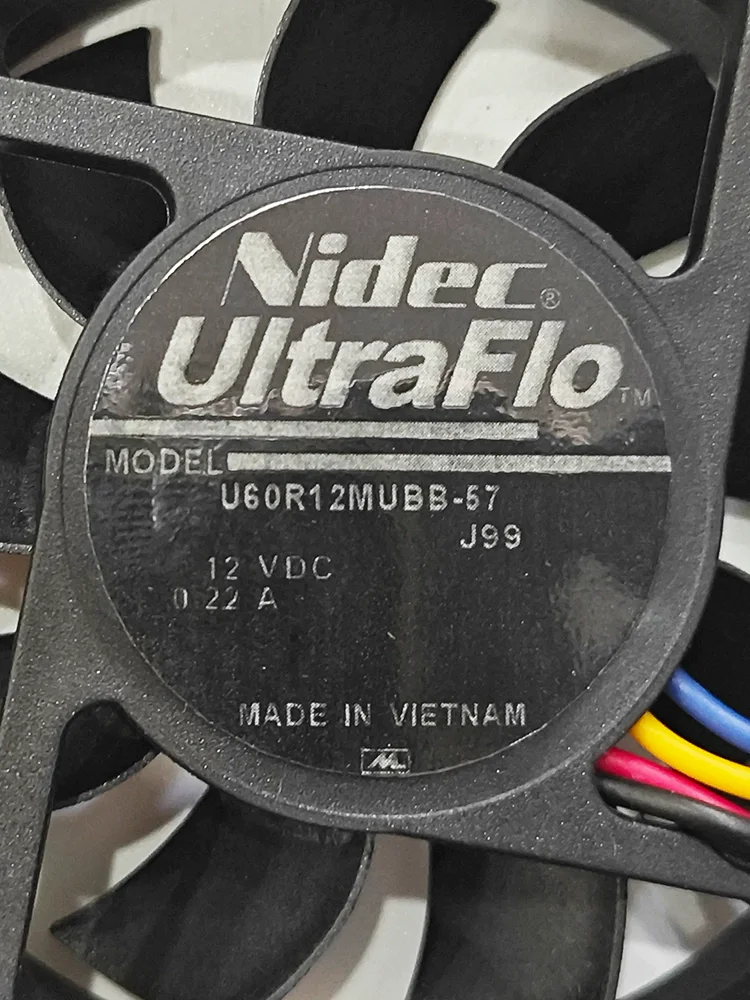 Nidec®
UltraFlo™
MODEL
U60R12MUBB-57
J99
12 VDC
0.22 A
MADE IN VIETNAM